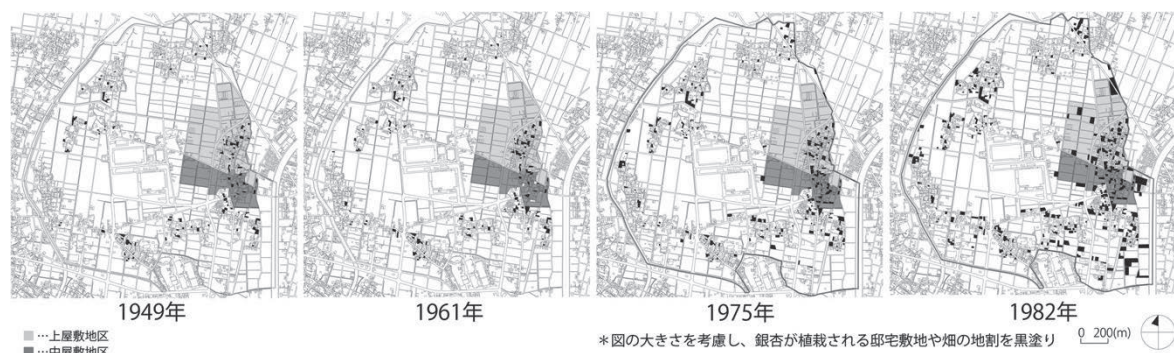 1949年
1961年
1975年
1982年
…上屋敷地区
…中屋敷地区
＊図の大きさを考慮し、銀杏が植栽される邸宅敷地や畑の地割を黒塗り
0 200(m)